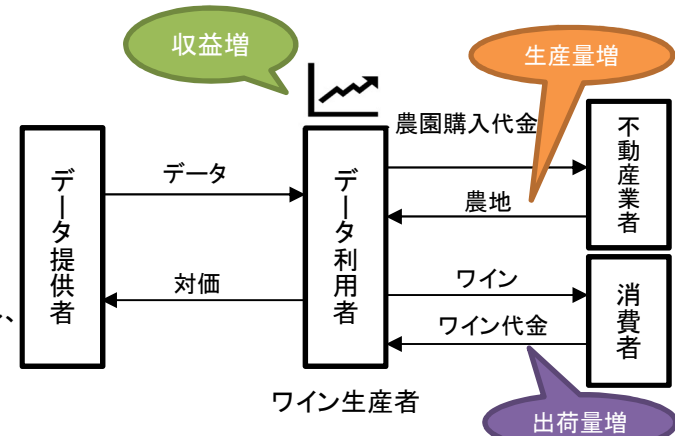 収益増
生産量増
農園購入代金
不動産業者
データ
データ提供者
データ利用者
農地
対価
ワイン
消費者
ワイン代金
、
ワイン生産者
出荷量増